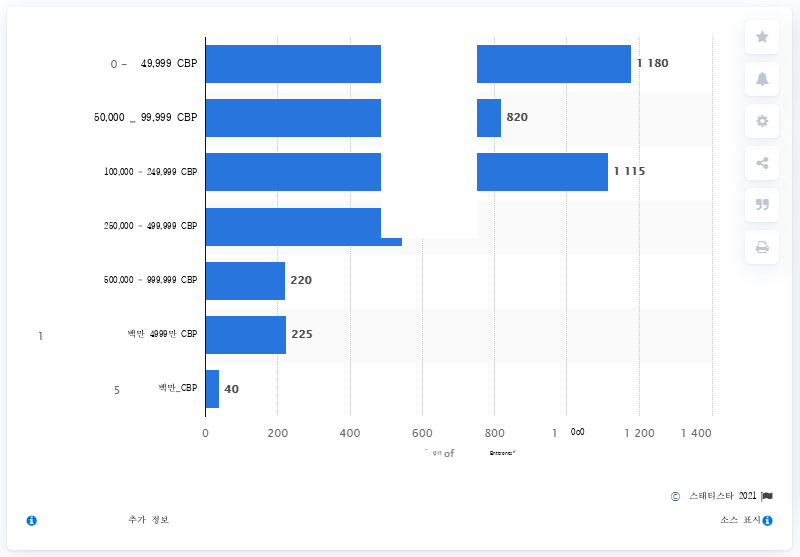 0 – 49,999 CBP
1 180
50,000 _ 99,999 CBP
820
100,000 – 249,999 CBP
1 115
250,000 – 499,999 CBP
500,000 – 999,999 CBP
220
1 백만 4999만 CBP
225
5 백만_CBP
40
0 200 400 600 800 1 0o0 1 200 1 400
of
© 스태티스타 2021
추가 정보
소스 표시